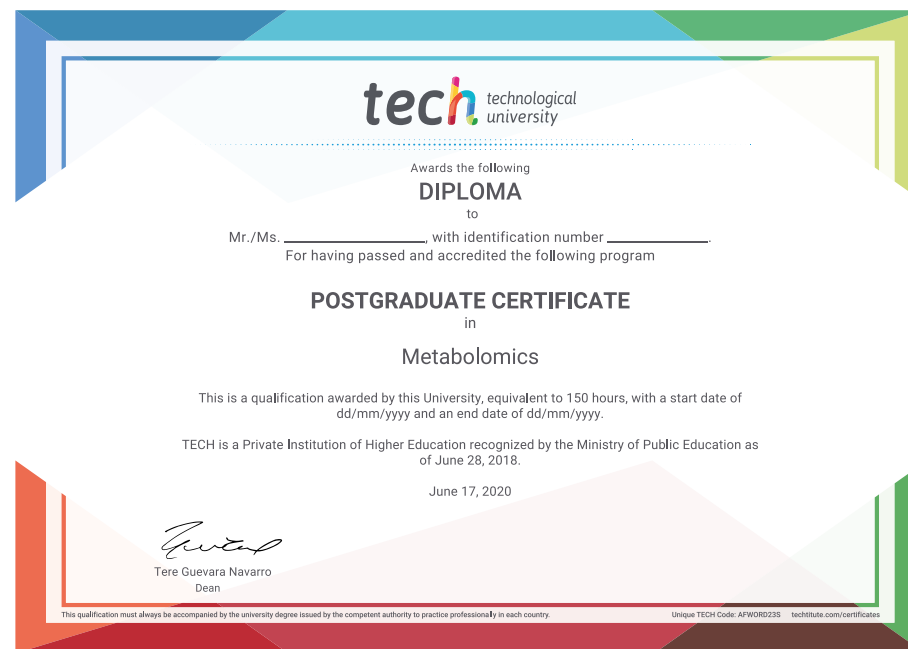 tech technological
university
Awards the following
DIPLOMA
to
Mr./Ms. ____________________, with identification number ______________.
For having passed and accredited the following program
POSTGRADUATE CERTIFICATE
in
Metabolomics
This is a qualification awarded by this University, equivalent to 150 hours, with a start date of
dd/mm/yyyy and an end date of dd/mm/yyyy.
TECH is a Private Institution of Higher Education recognized by the Ministry of Public Education as
of June 28, 2018.
June 17, 2020
Tere Guevara Navarro
Dean
This qualification must always be accompanied by the university degree issued by the competent authority to practice professionally in each country. Unique TECH Code: AFWORD23S techtitute.com/certificates